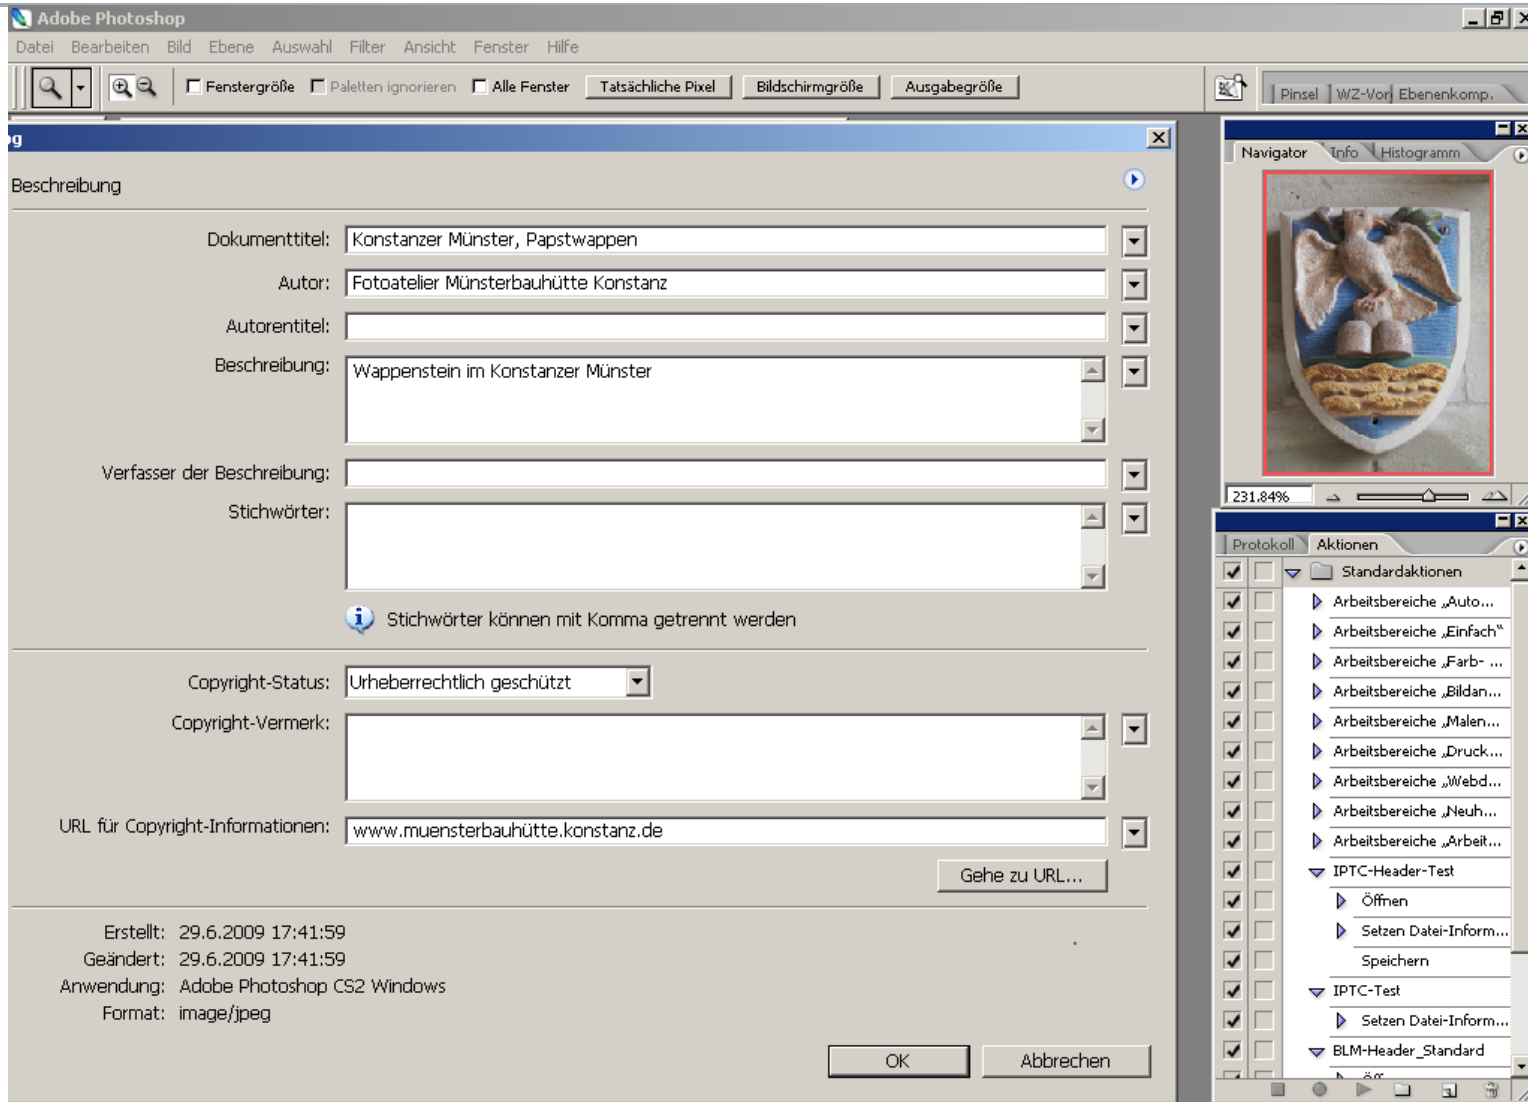 Adobe Photoshop
Datei Bearbeiten Bild Ebene Auswahl Filter Ansicht Fenster Hilfe
Fenstergröße Paletten ignorieren Alle Fenster Tatsächliche Pixel Bildschirmgröße Ausgabegröße
Pinsel WZ-Vor Ebenenkomp.
og
Beschreibung
Dokumenttitel: Konstanzer Münster, Papstwappen
Autor: Fotoatelier Münsterbauhütte Konstanz
Autorentitel:
Beschreibung: Wappenstein im Konstanzer Münster
Verfasser der Beschreibung:
Stichwörter:
Stichwörter können mit Komma getrennt werden
Copyright-Status: Urheberrechtlich geschützt
Copyright-Vermerk:
URL für Copyright-Informationen: www.muensterbauhütte.konstanz.de
Gehe zu URL...
Erstellt: 29.6.2009 17:41:59
Geändert: 29.6.2009 17:41:59
Anwendung: Adobe Photoshop CS2 Windows
Format: image/jpeg
OK Abbrechen
Navigator Info Histogramm
231.84%
Protokoll Aktionen
Standardaktionen
Arbeitsbereiche „Auto...
Arbeitsbereiche „Einfach“
Arbeitsbereiche „Farb- ...
Arbeitsbereiche „Bildan...
Arbeitsbereiche „Malen...
Arbeitsbereiche „Druck...
Arbeitsbereiche „Webd...
Arbeitsbereiche „Neuh...
Arbeitsbereiche „Arbeit...
IPTC-Header-Test
Öffnen
Setzen Datei-Inform...
Speichern
IPTC-Test
Setzen Datei-Inform...
BLM-Header_Standard